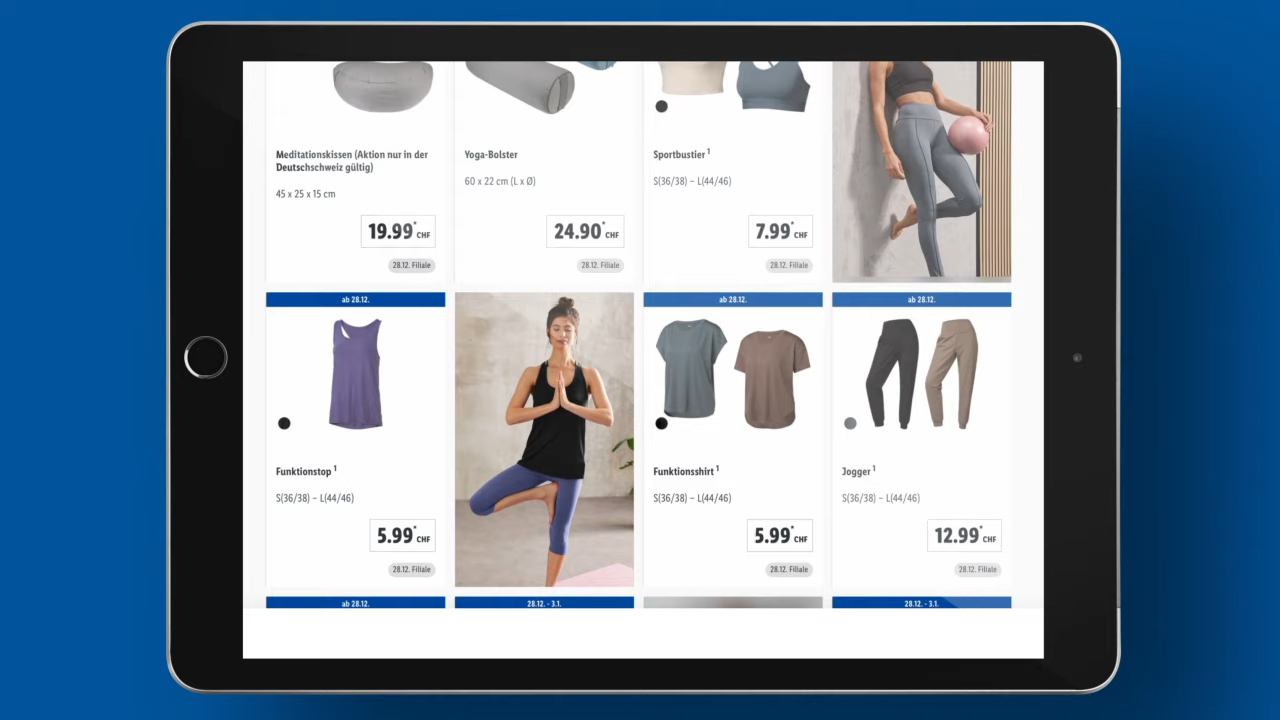 Meditationskissen (Aktion nur in der
Deutschschweiz gültig)
45 x 25 x 15 cm
19.99* CHF
28.12. Filiale
Yoga-Bolster
60 x 22 cm (L x Ø)
24.90* CHF
28.12. Filiale
Sportbustier 1
S(36/38) – L(44/46)
7.99* CHF
28.12. Filiale
ab 28.12.
Funktionstop 1
S(36/38) – L(44/46)
5.99* CHF
28.12. Filiale
ab 28.12.
Funktionsshirt 1
S(36/38) – L(44/46)
5.99* CHF
28.12. Filiale
ab 28.12.
Jogger 1
S(36/38) – L(44/46)
12.99* CHF
28.12. Filiale
ab 28.12.
28.12. - 3.1.
28.12. - 3.1.